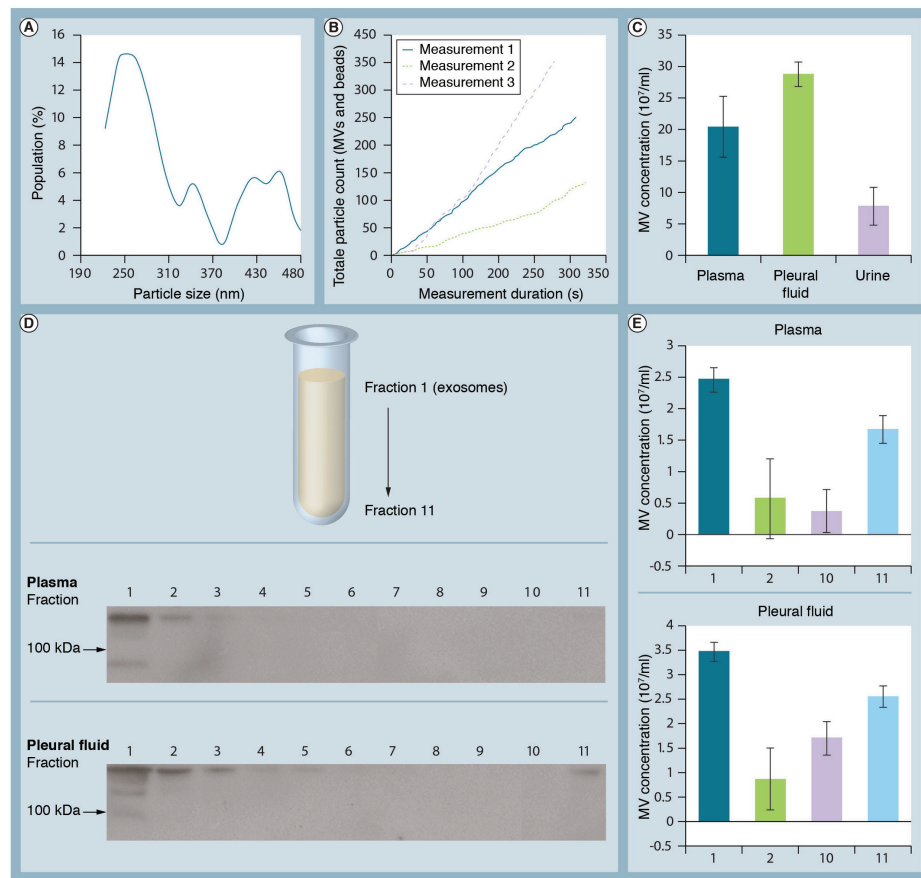 A
Population (%)
16
14
12
10
8
6
4
2
0
190 250 310 370 430 480
Particle size (nm)
B
Totale particle count (MVs and beads)
450
400
350
300
250
200
150
100
50
0
Measurement 1
Measurement 2
Measurement 3
0 50 100 200 250 300 350
Measurement duration (s)
C
MV concentration (10⁷/ml)
35
30
25
20
15
10
5
0
Plasma Pleural fluid Urine
D
Fraction 1 (exosomes)
Fraction 11
Plasma
Fraction
1 2 3 4 5 6 7 8 9 10 11
100 kDa
Pleural fluid
Fraction
1 2 3 4 5 6 7 8 9 10 11
100 kDa
E
Plasma
MV concentration (10⁷/ml)
3
2.5
2
1.5
1
0.5
0
-0.5
1 2 10 11
Pleural fluid
MV concentration (10⁷/ml)
4
3.5
3
2.5
2
1.5
1
0.5
0
-0.5
1 2 10 11